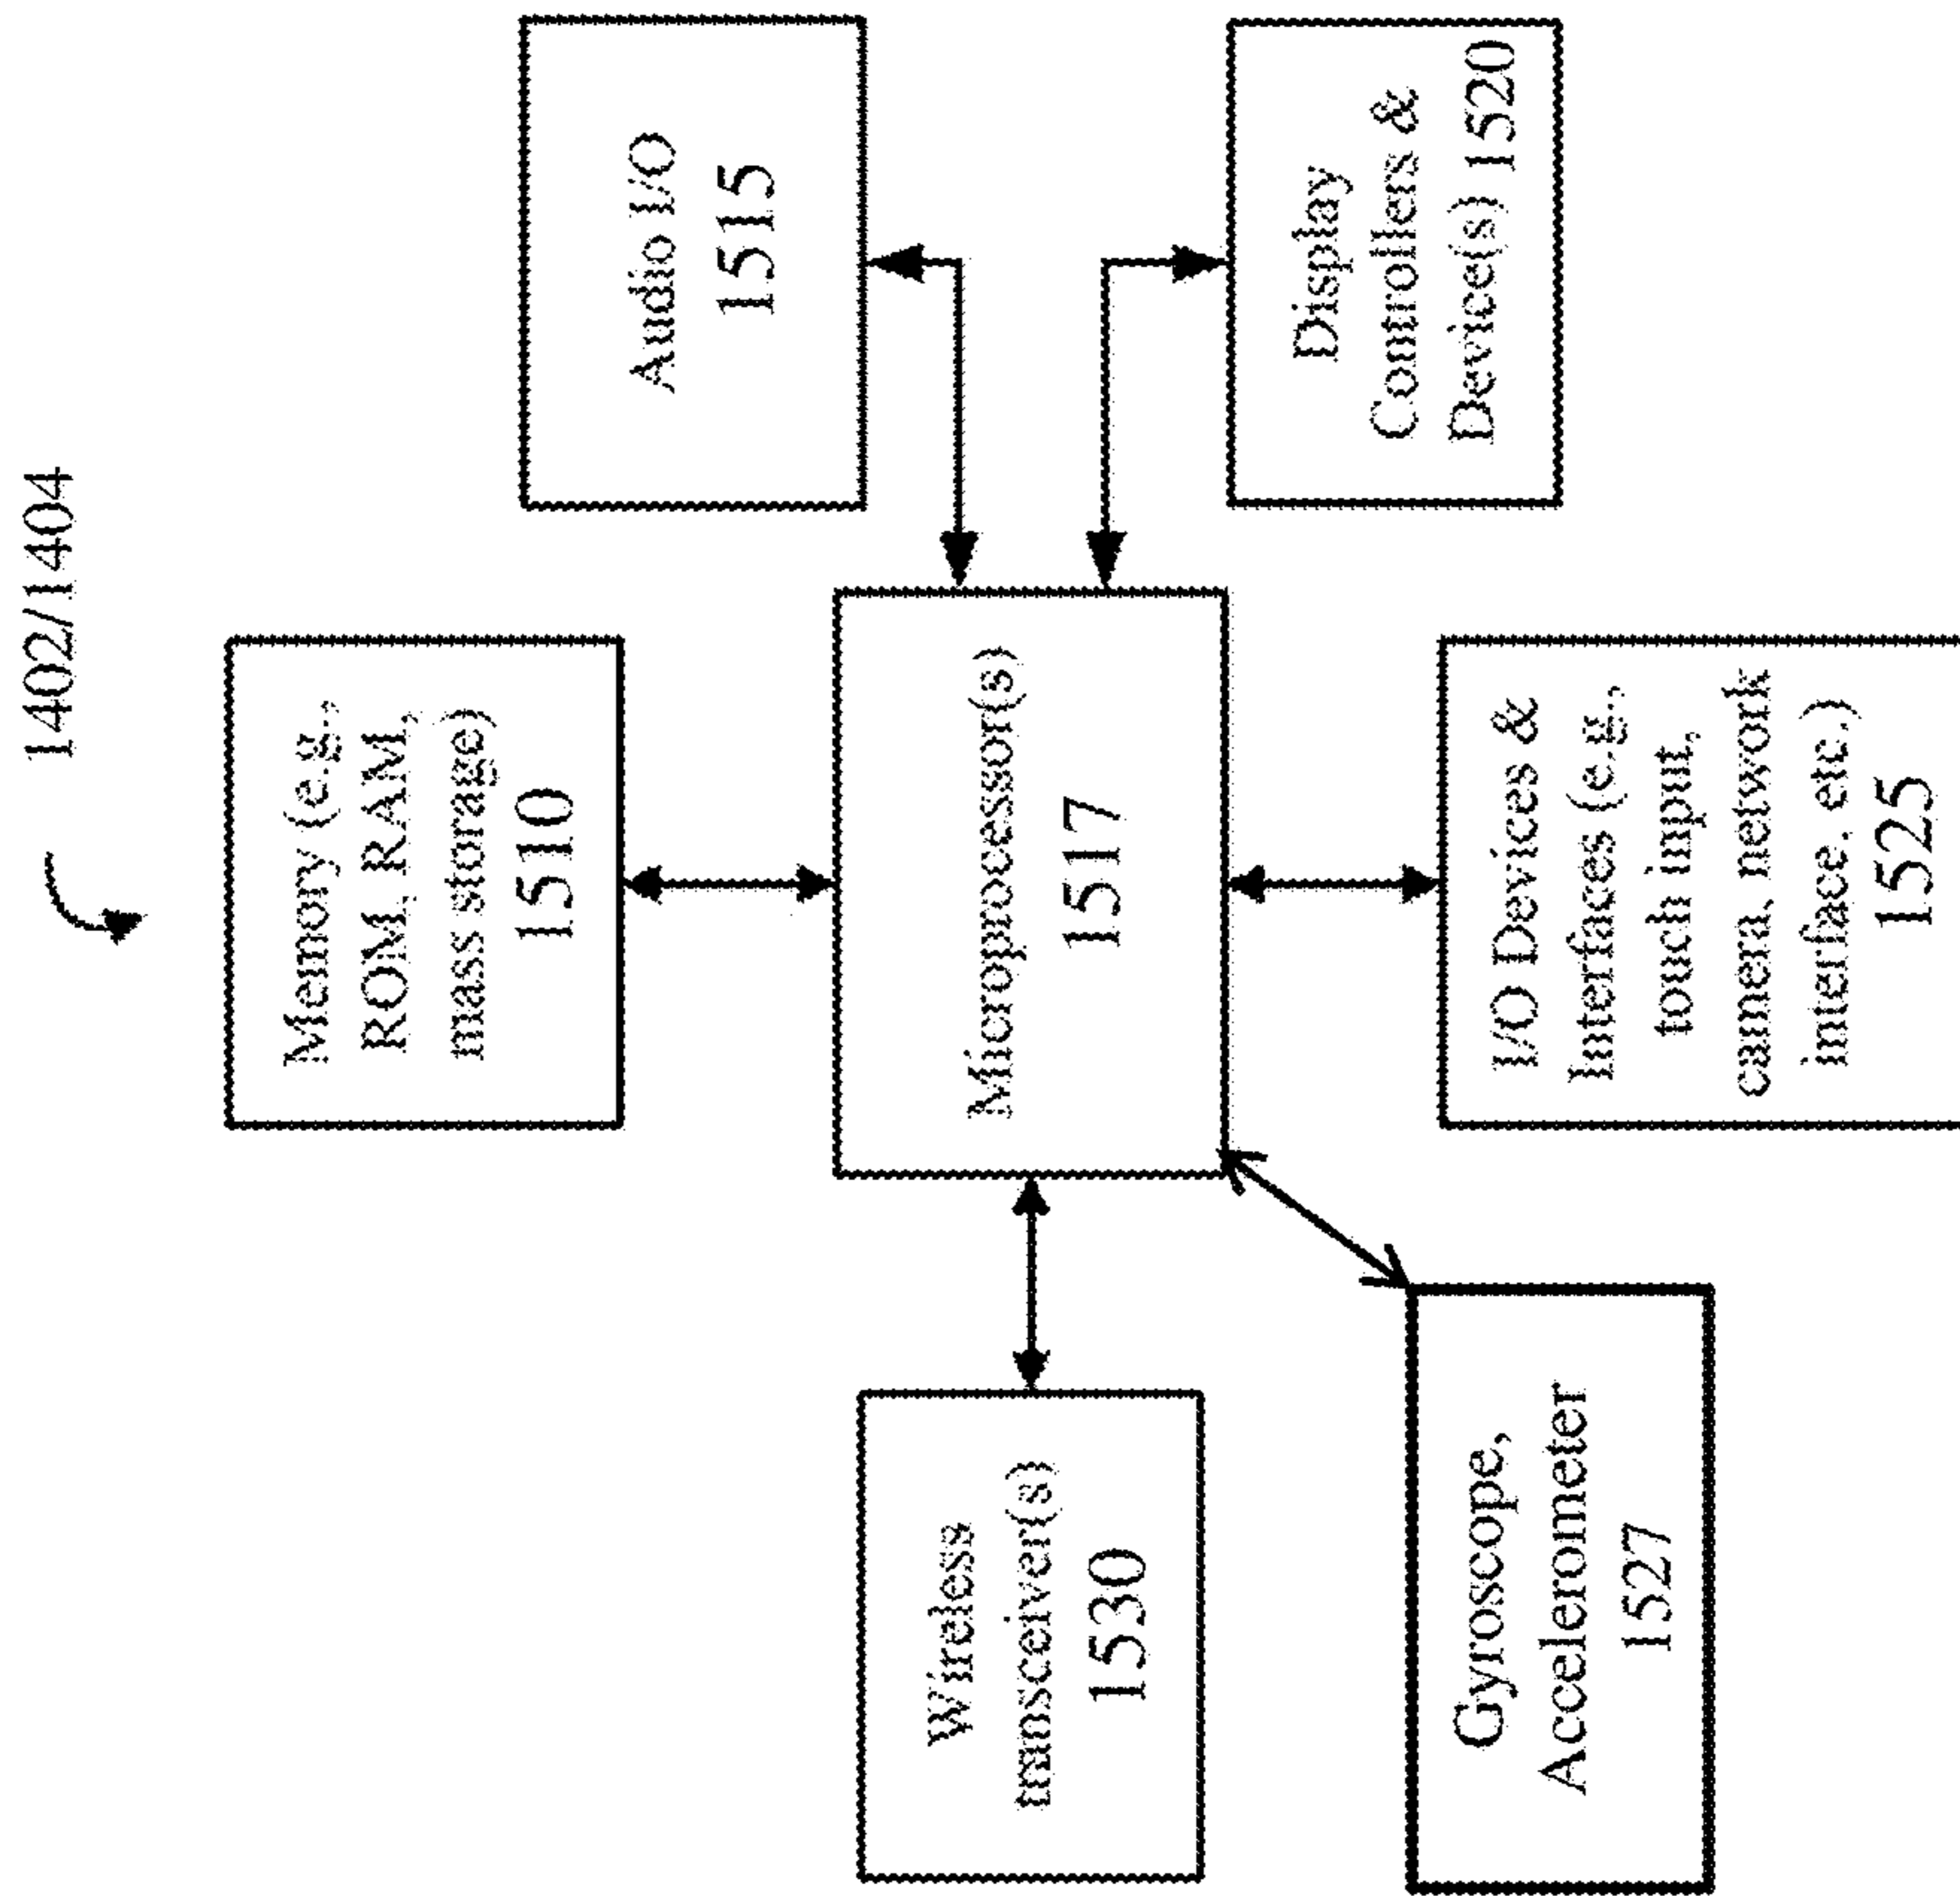 1402/1404
Memory (e.g.,
ROM, RAM,
mass storage)
1510
Audio I/O
1515
Microprocessor(s)
1517
Display
Controllers &
Device(s) 1520
Wireless
transceiver(s)
1530
I/O Devices &
Interfaces (e.g.,
touch input,
camera, network
interface. etc.)
1525
Gyroscope,
Accelerometer
1527